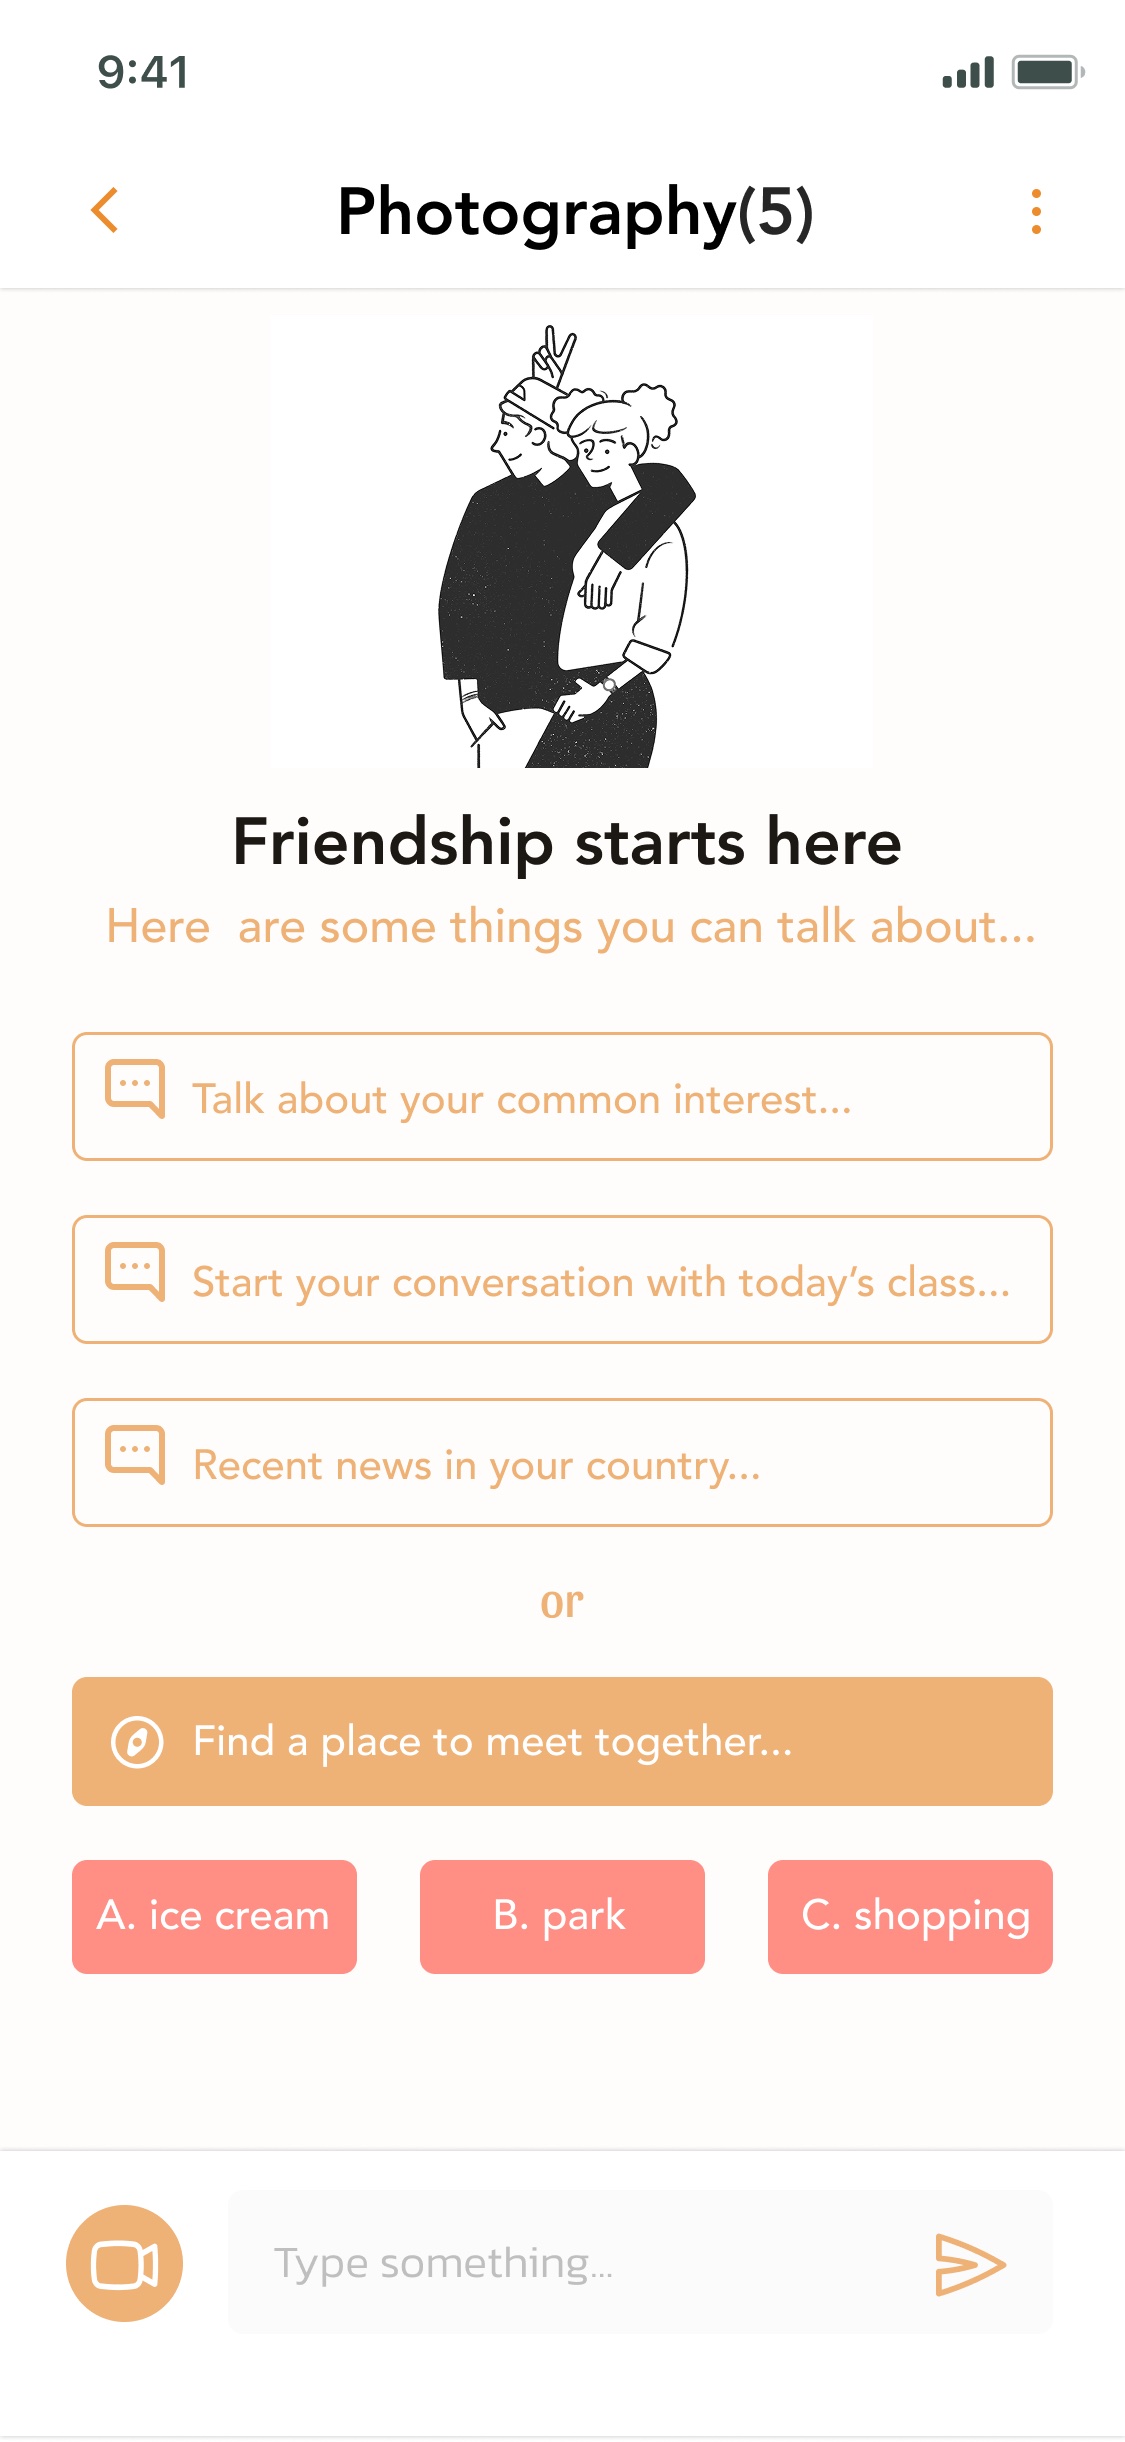 9:41
Photography(5)
Friendship starts here
Here  are some things you can talk about...
Talk about your common interest...
Start your conversation with today’s class...
Recent news in your country...
or
Find a place to meet together...
A. ice cream
B. park
C. shopping
Type something...